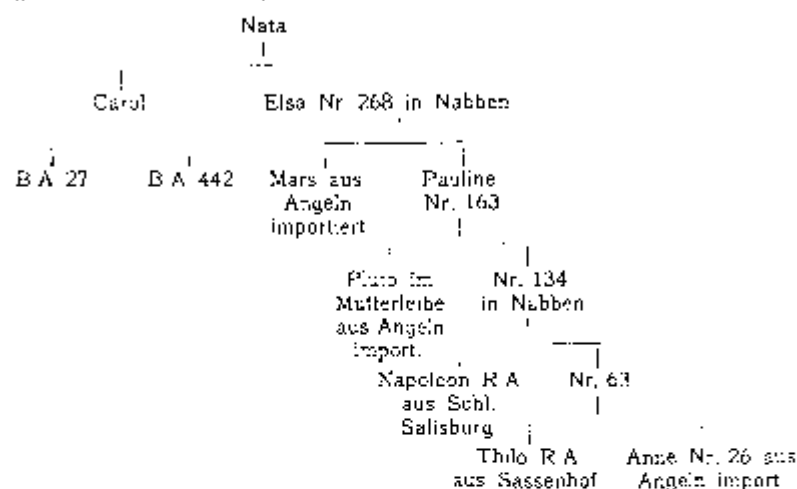 Nata
Carol Elsa Nr 268 in Nabben
B A 27 B A 442 Mars aus Pauline
Angeln Nr. 163
importiert
Pluto im Nr. 134
Mutterleibe in Nabben
aus Angeln
import.
Napoleon R A Nr. 63
aus Schl.
Salisburg
Thilo R A Anne Nr. 26 aus
aus Sassenhof Angeln import